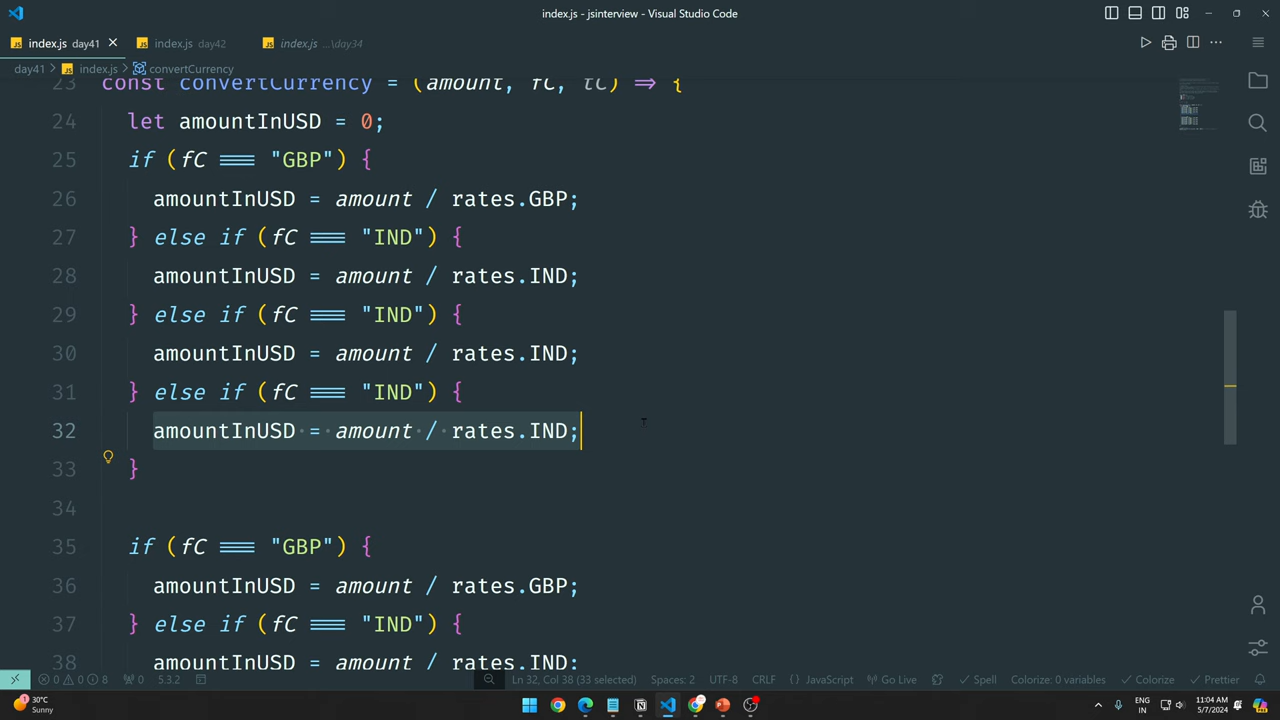 index.js - jsinterview - Visual Studio Code
index.js day41
index.js day42
index.js ...\day34
day41 > index.js > convertCurrency
23 const convertCurrency = (amount, fC, tC) => {
24 let amountInUSD = 0;
25 if (fC === "GBP") {
26 amountInUSD = amount / rates.GBP;
27 } else if (fC === "IND") {
28 amountInUSD = amount / rates.IND;
29 } else if (fC === "IND") {
30 amountInUSD = amount / rates.IND;
31 } else if (fC === "IND") {
32 amountInUSD = amount / rates.IND;
33 }
34
35 if (fC === "GBP") {
36 amountInUSD = amount / rates.GBP;
37 } else if (fC === "IND") {
38 amountInUSD = amount / rates.IND;
0 0 8 0 5.3.2 Ln 32, Col 38 (33 selected) Spaces: 2 UTF-8 CRLF {} JavaScript Go Live Spell Colorize: 0 variables Colorize Prettier
30°C
Sunny
ENG
IN
11:04 AM
5/7/2024